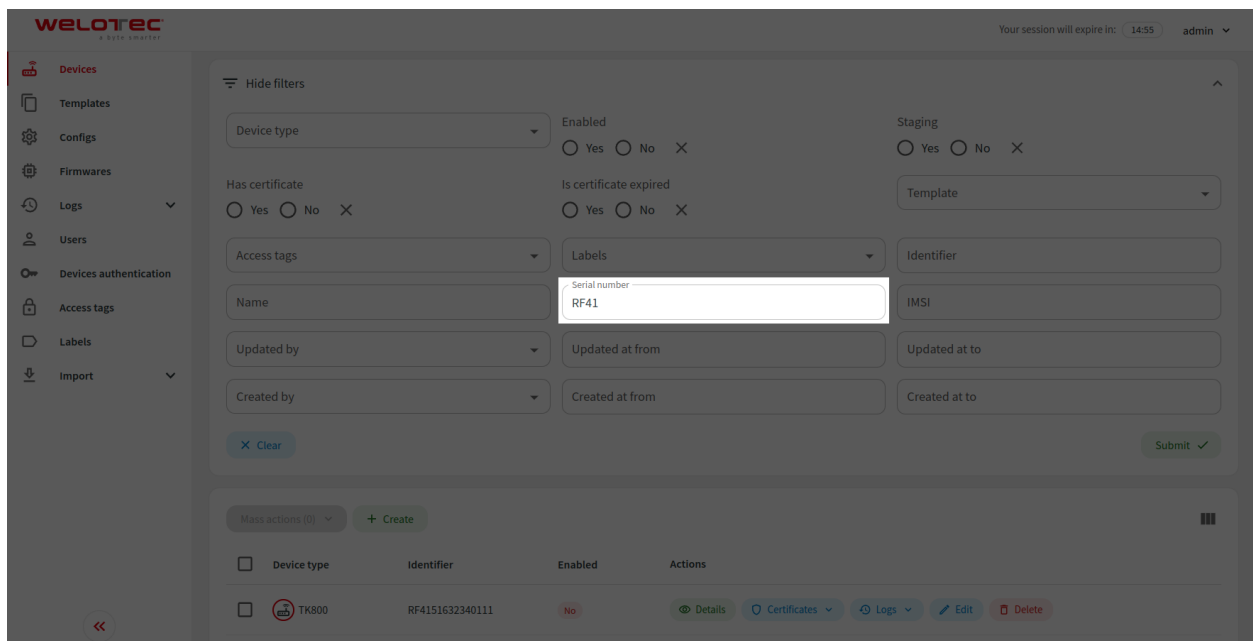 welotec
a byte smarter
Your session will expire in: 14:55 admin
Devices
Templates
Configs
Firmwares
Logs
Users
Devices authentication
Access tags
Labels
Import
Hide filters
Device type
Enabled
Yes No
Staging
Yes No
Has certificate
Yes No
Is certificate expired
Yes No
Template
Access tags
Labels
Identifier
Name
Serial number
RF41
IMSI
Updated by
Updated at from
Updated at to
Created by
Created at from
Created at to
Clear
Submit
Mass actions (0)
+ Create
Device type Identifier Enabled Actions
TK800 RF4151632340111 No Details Certificates Logs Edit Delete